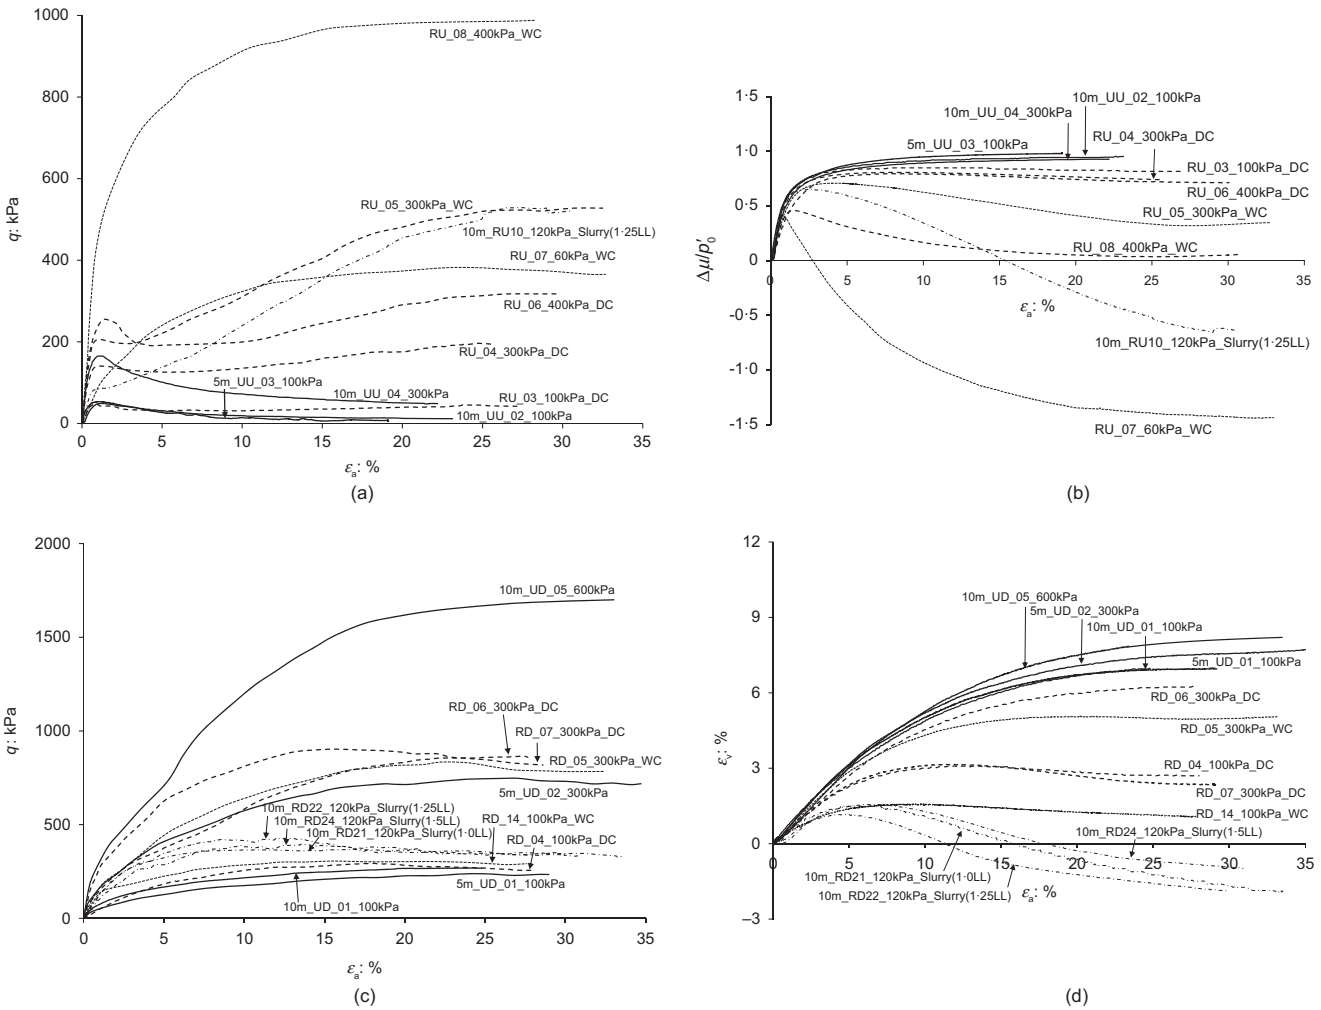 1000
800
600
400
200
0
q: kPa
RU_08_400kPa_WC
RU_05_300kPa_WC
10m_RU10_120kPa_Slurry(1·25LL)
RU_07_60kPa_WC
RU_06_400kPa_DC
RU_04_300kPa_DC
5m_UU_03_100kPa
10m_UU_04_300kPa
RU_03_100kPa_DC
10m_UU_02_100kPa
0 5 10 15 20 25 30 35
εa: %
(a)
1·5
1·0
0·5
0
-0·5
-1·0
-1·5
Δμ/p′0
10m_UU_02_100kPa
10m_UU_04_300kPa
5m_UU_03_100kPa
RU_04_300kPa_DC
RU_03_100kPa_DC
RU_06_400kPa_DC
RU_05_300kPa_WC
RU_08_400kPa_WC
0 5 10 15 20 25 30 35
εa: %
10m_RU10_120kPa_Slurry(1·25LL)
RU_07_60kPa_WC
(b)
2000
1500
1000
500
0
q: kPa
10m_UD_05_600kPa
RD_06_300kPa_DC
RD_07_300kPa_DC
RD_05_300kPa_WC
5m_UD_02_300kPa
10m_RD22_120kPa_Slurry(1·25LL)
10m_RD24_120kPa_Slurry(1·5LL)
10m_RD21_120kPa_Slurry(1·0LL)
RD_14_100kPa_WC
RD_04_100kPa_DC
5m_UD_01_100kPa
10m_UD_01_100kPa
0 5 10 15 20 25 30 35
εa: %
(c)
12
9
6
3
0
–3
εv: %
10m_UD_05_600kPa
5m_UD_02_300kPa
10m_UD_01_100kPa
5m_UD_01_100kPa
RD_06_300kPa_DC
RD_05_300kPa_WC
RD_04_100kPa_DC
RD_07_300kPa_DC
RD_14_100kPa_WC
10m_RD24_120kPa_Slurry(1·5LL)
0 5 10 15 20 25 30 35
10m_RD21_120kPa_Slurry(1·0LL)
10m_RD22_120kPa_Slurry(1·25LL)
εa: %
(d)